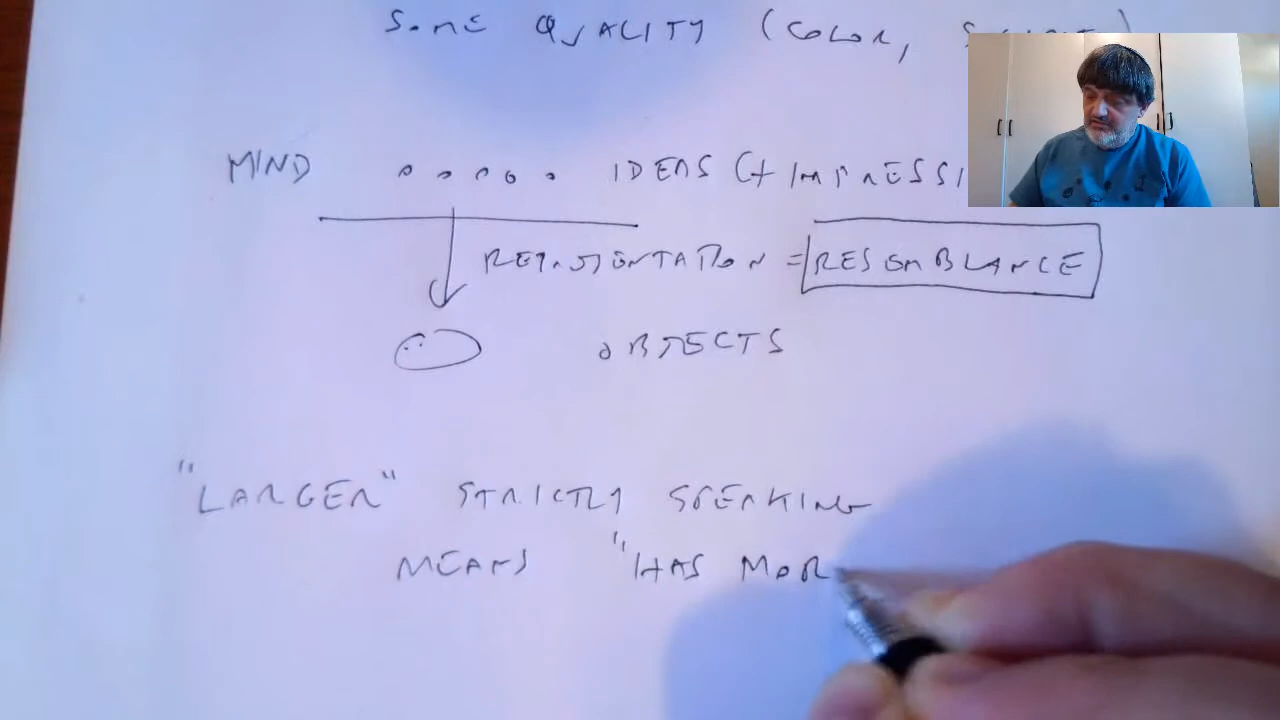 SOME QUALITY (COLOR,
MIND IDEAS (+ IMPRESSI
REPRESENTATION = RESEMBLANCE
OBJECTS
"LARGER" STRICTLY SPEAKING
MEANS "HAS MOR